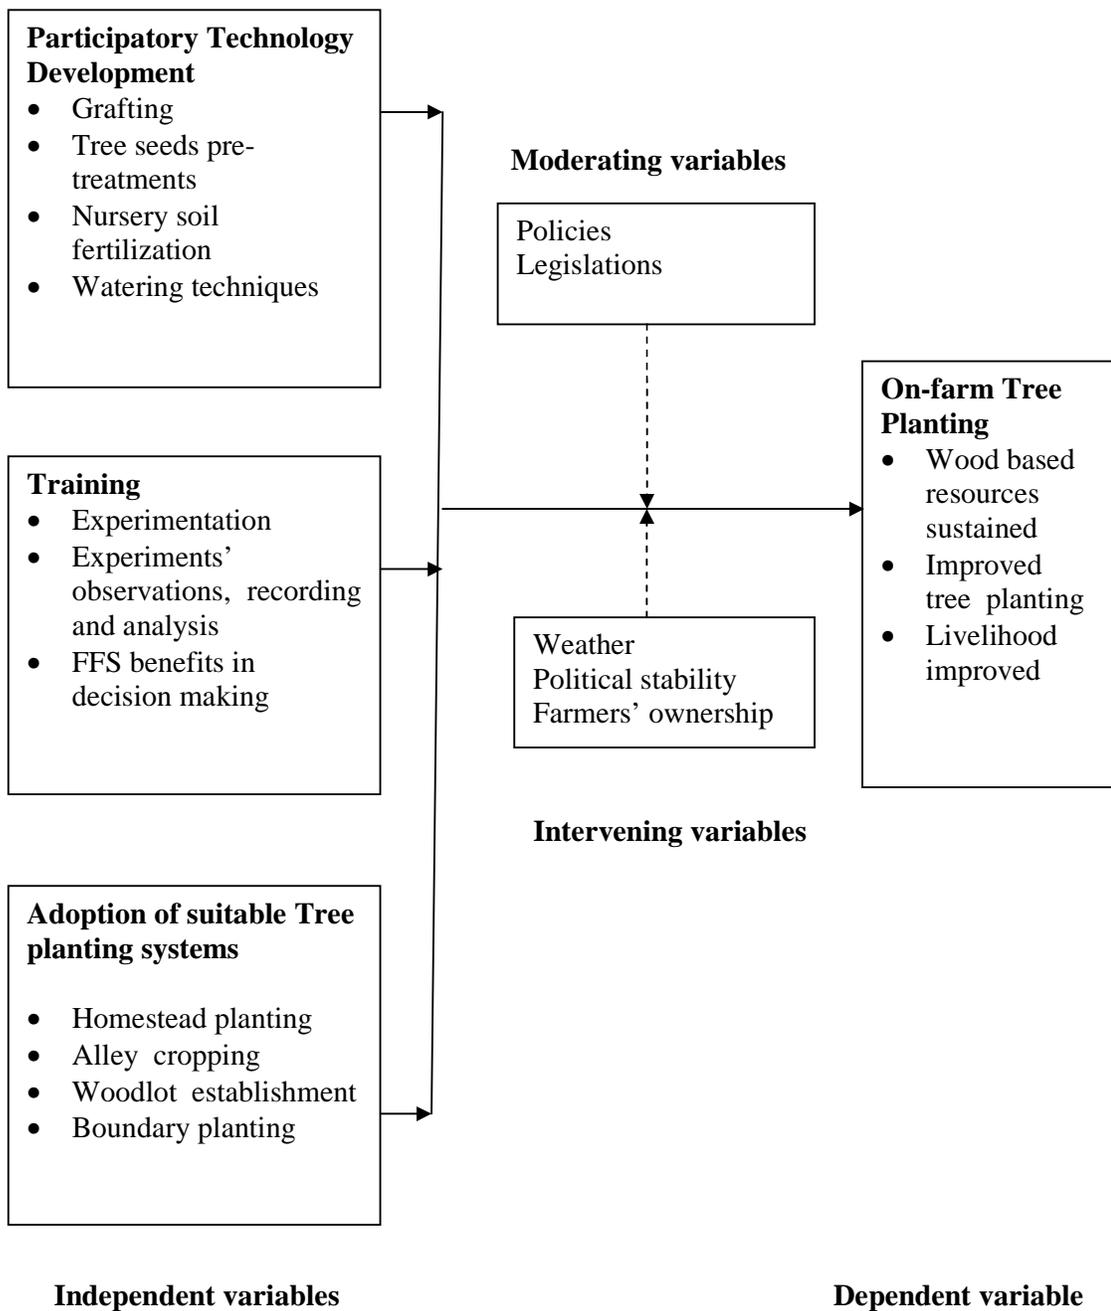 Participatory Technology
Development
• Grafting
• Tree seeds pre-
treatments
• Nursery soil
fertilization
• Watering techniques
Training
• Experimentation
• Experiments’
observations, recording
and analysis
• FFS benefits in
decision making
Adoption of suitable Tree
planting systems
• Homestead planting
• Alley cropping
• Woodlot establishment
• Boundary planting
Independent variables
Moderating variables
Policies
Legislations
Weather
Political stability
Farmers’ ownership
Intervening variables
On-farm Tree
Planting
• Wood based
resources
sustained
• Improved
tree planting
• Livelihood
improved
Dependent variable